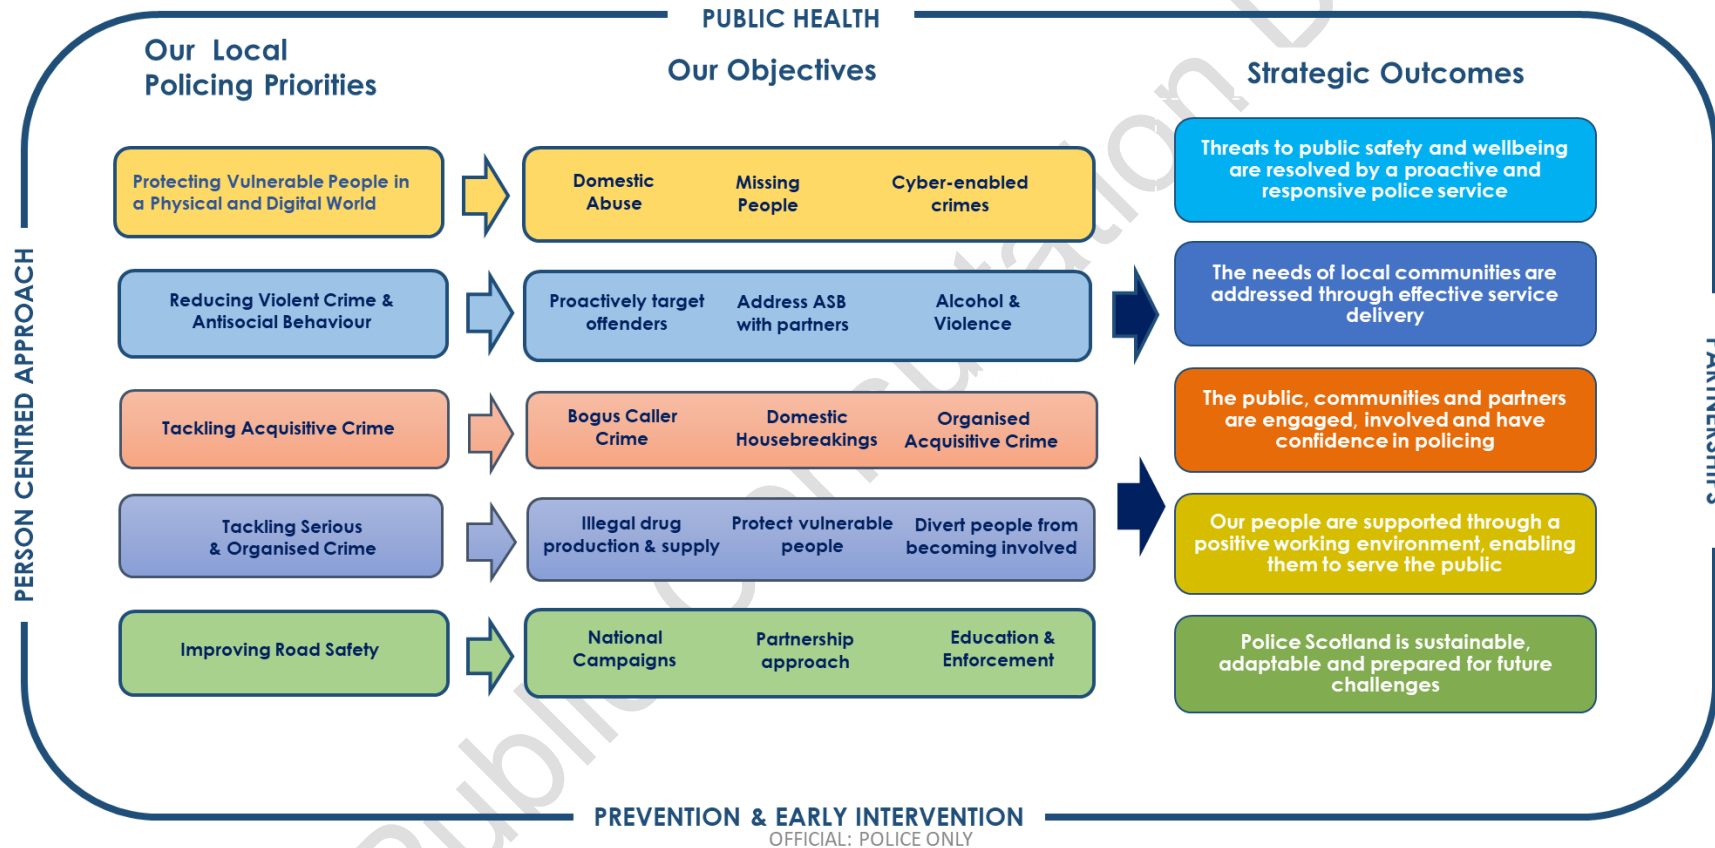 PUBLIC HEALTH
Our Local
Policing Priorities
Our Objectives
Strategic Outcomes
PERSON CENTRED APPROACH
Protecting Vulnerable People in
a Physical and Digital World
Domestic
Abuse
Missing
People
Cyber-enabled
crimes
Reducing Violent Crime &
Antisocial Behaviour
Proactively target
offenders
Address ASB
with partners
Alcohol &
Violence
Tackling Acquisitive Crime
Bogus Caller
Crime
Domestic
Housebreakings
Organised
Acquisitive Crime
Tackling Serious
& Organised Crime
Illegal drug
production & supply
Protect vulnerable
people
Divert people from
becoming involved
Improving Road Safety
National
Campaigns
Partnership
approach
Education &
Enforcement
Threats to public safety and wellbeing
are resolved by a proactive and
responsive police service
The needs of local communities are
addressed through effective service
delivery
The public, communities and partners
are engaged, involved and have
confidence in policing
Our people are supported through a
positive working environment, enabling
them to serve the public
Police Scotland is sustainable,
adaptable and prepared for future
challenges
PARTNERSHIPS
PREVENTION & EARLY INTERVENTION
OFFICIAL: POLICE ONLY
Public Consultation